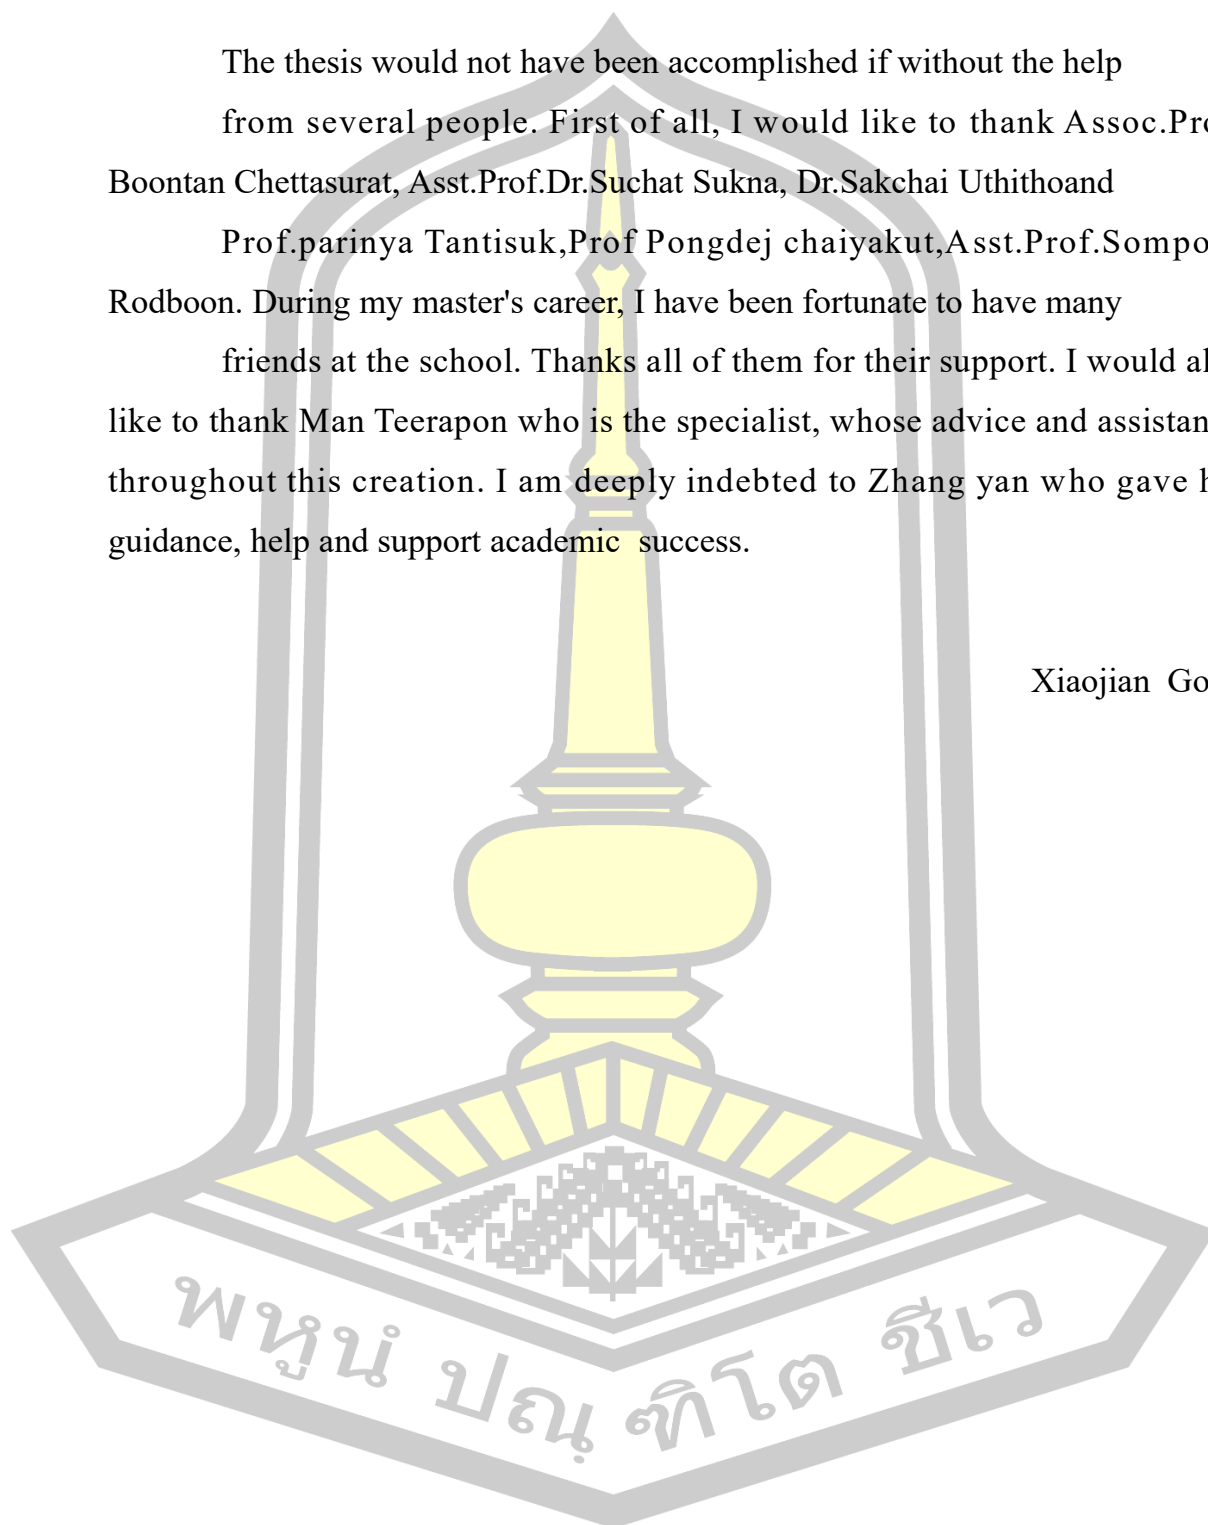 The thesis would not have been accomplished if without the help
from several people. First of all, I would like to thank Assoc.
Boontan Chettasurat, Asst.Prof.Dr.Suchat Sukna, Dr.Sakchai Uthithoand
Prof.parinya Tantisuk,Prof Pongdej chaiyakut,Asst.Prof.
Rodboon. During my master's career, I have been fortunate to have many
friends at the school. Thanks all of them for their support. I would
like to thank Man Teerapon who is the specialist, whose advice and
throughout this creation. I am deeply indebted to Zhang yan who gave
guidance, help and support academic success.
Xiaojian
พหูนํ ปณฺฑิโต ชีเว